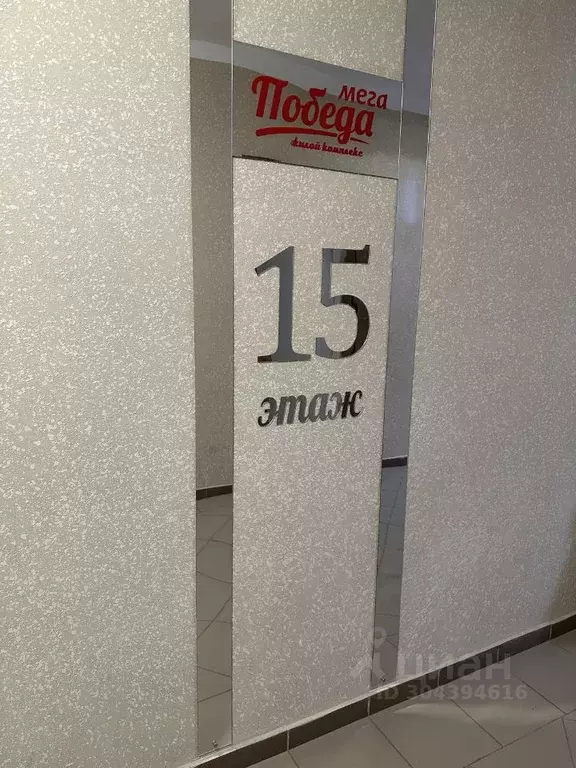 мега
Победа
жилой комплекс
15
этаж
циан
ID 304394616